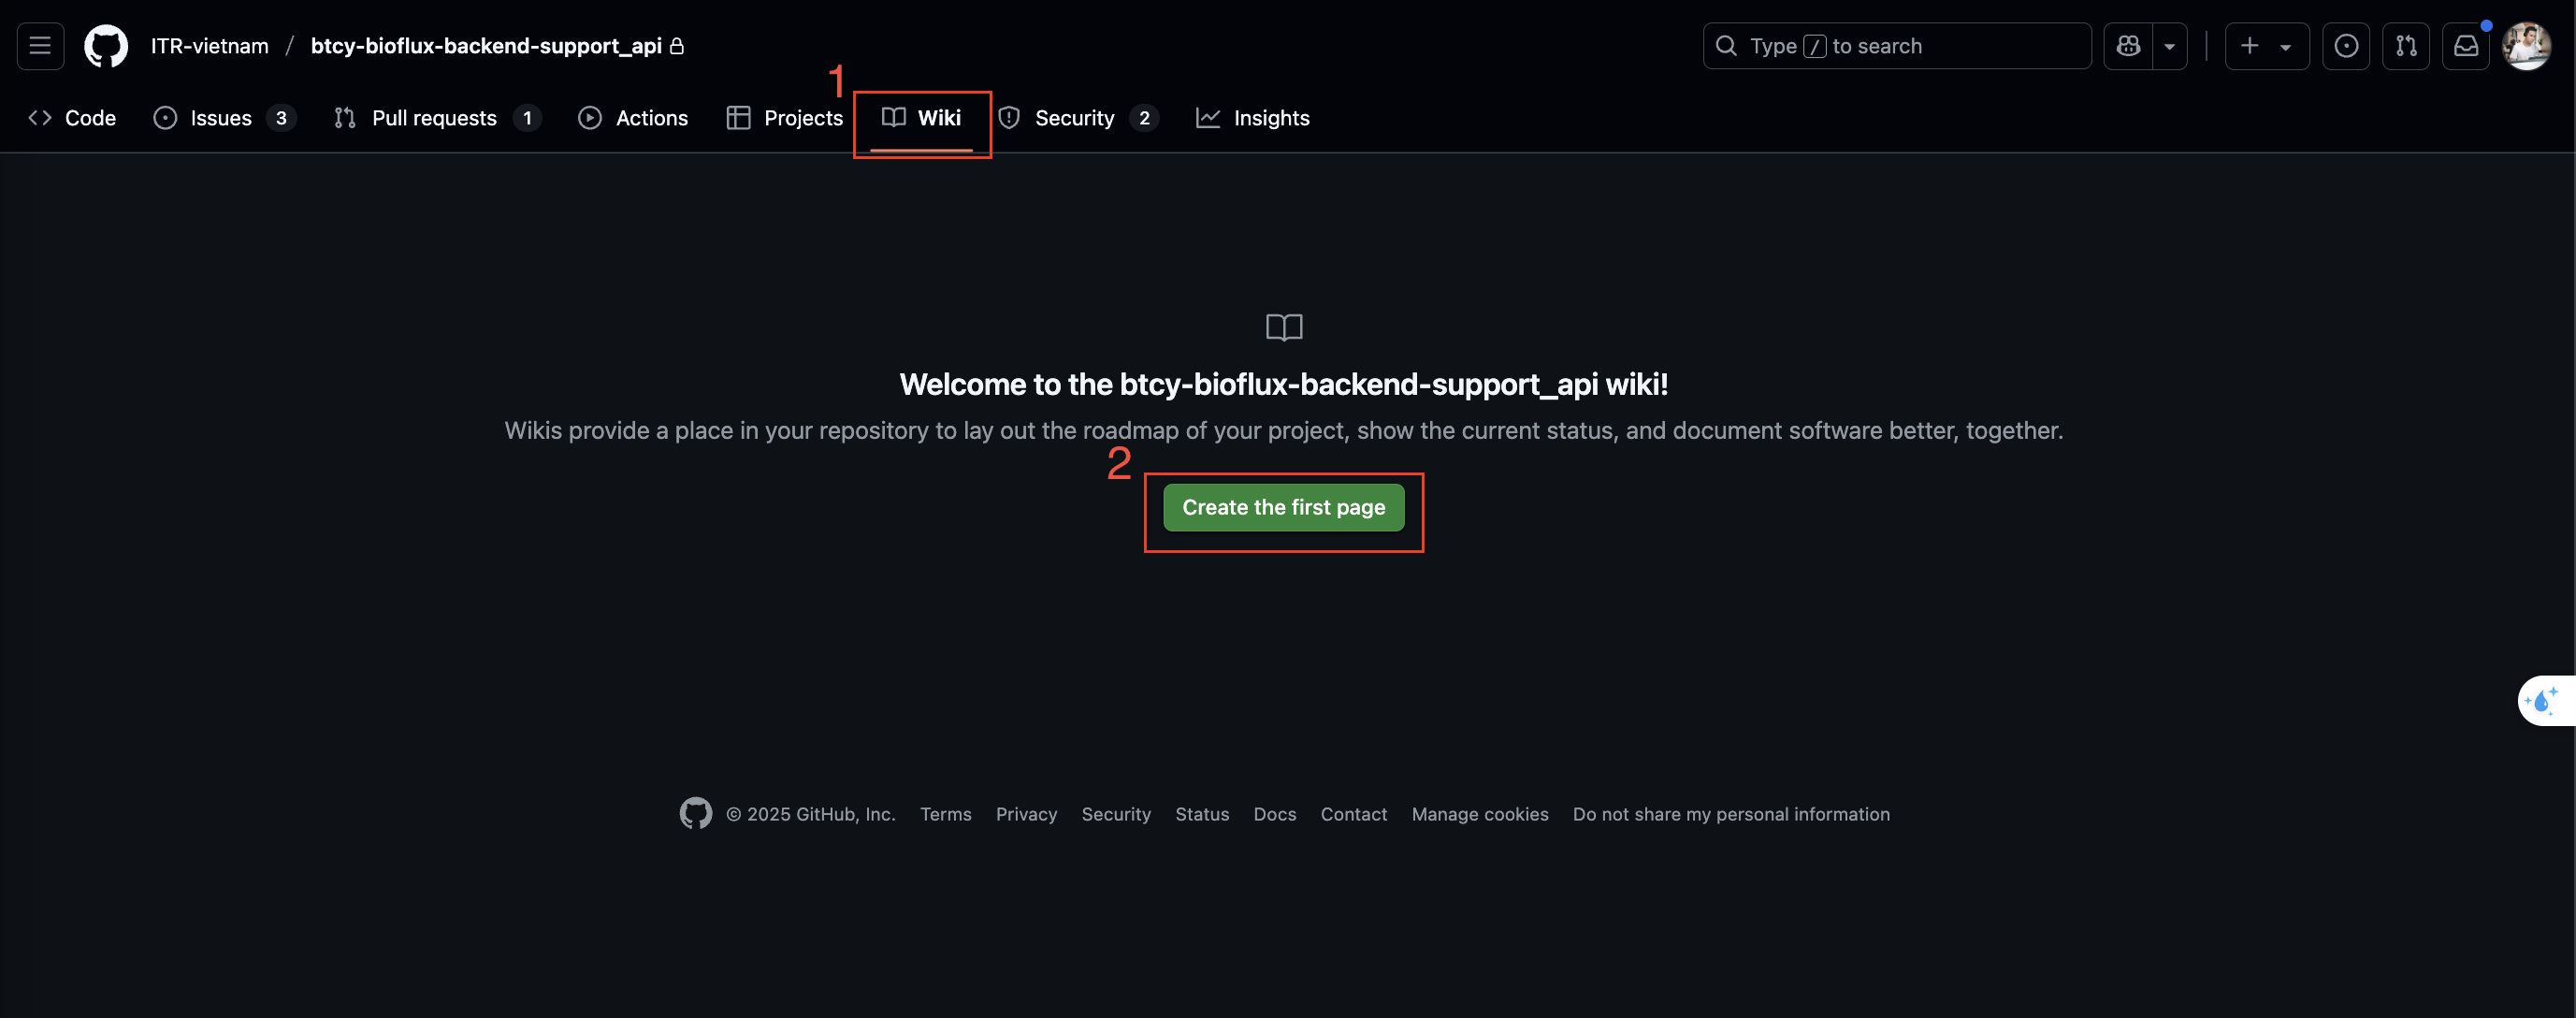 ITR-vietnam / btcy-bioflux-backend-support_api
Type / to search
1
Code Issues 3 Pull requests 1 Actions Projects Wiki Security 2 Insights
Welcome to the btcy-bioflux-backend-support_api wiki!
Wikis provide a place in your repository to lay out the roadmap of your project, show the current status, and document software better, together.
2
Create the first page
© 2025 GitHub, Inc. Terms Privacy Security Status Docs Contact Manage cookies Do not share my personal information